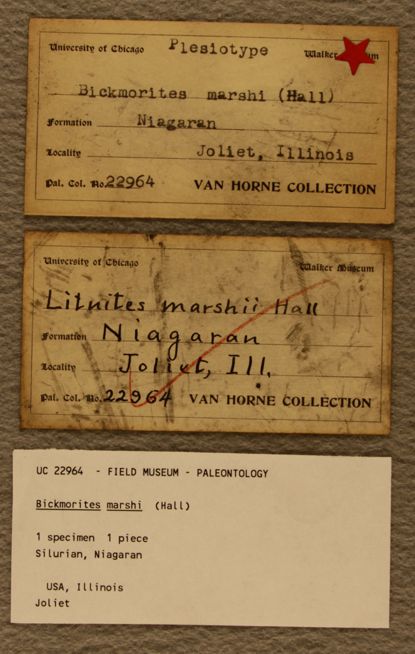 University of Chicago Plesiotype Walker
Bickmorites marshi (Hall)
Formation Niagaran
Locality Joliet, Illinois
Pal. Col. No. 22964 VAN HORNE COLLECTION
University of Chicago Walker Museum
Lituites marshii Hall
Formation Niagaran
Locality Joliet, Ill.
Pal. Col. No. 22964 VAN HORNE COLLECTION
UC 22964 - FIELD MUSEUM - PALEONTOLOGY
Bickmorites marshi (Hall)
1 specimen 1 piece
Silurian, Niagaran
USA, Illinois
Joliet